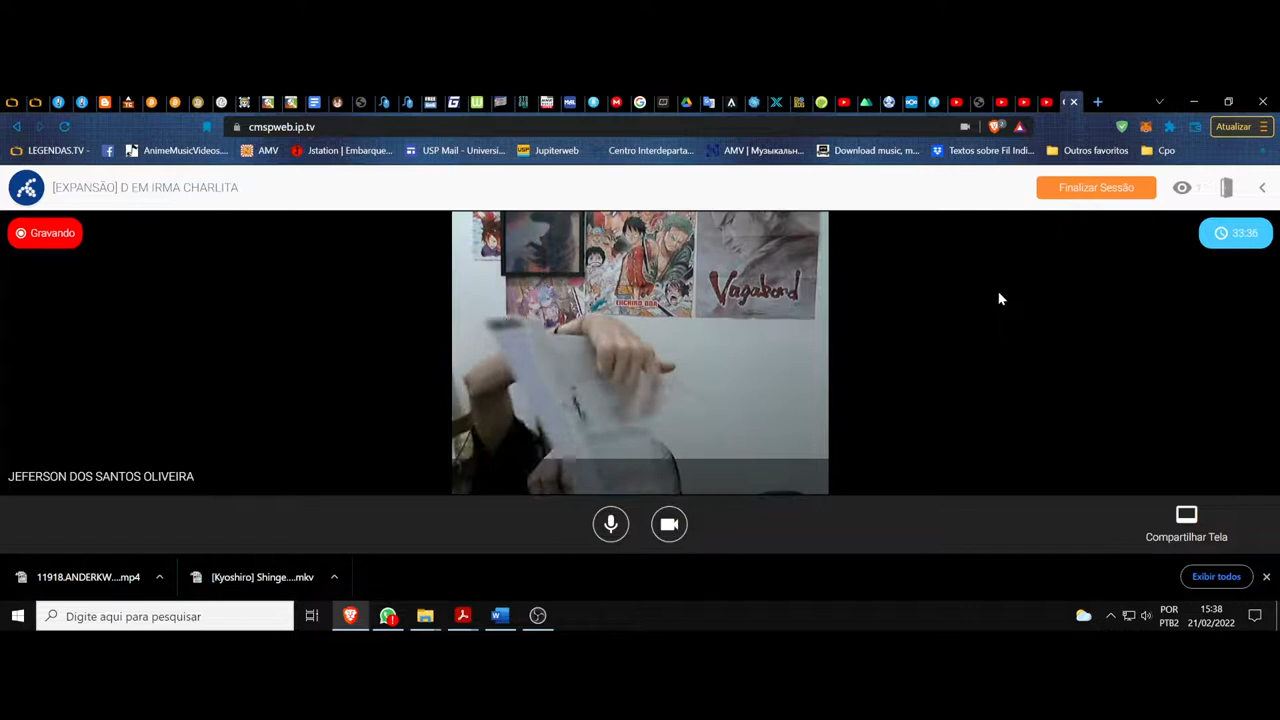 cmspweb.ip.tv
Atualizar
LEGENDAS.TV -
AnimeMusicVideos....
AMV
Jstation | Embarque...
USP Mail - Universi...
Jupiterweb
Centro Interdeparta...
AMV | Музыкальн...
Download music, m...
Textos sobre Fil Indi...
Outros favoritos
Cpo
[EXPANSÃO] D EM IRMA CHARLITA
Finalizar Sessão
Gravando
33:36
Vagabond
JEFERSON DOS SANTOS OLIVEIRA
Compartilhar Tela
11918.ANDERKW....mp4
[Kyoshiro] Shinge....mkv
Exibir todos
Digite aqui para pesquisar
POR
PTB2
15:38
21/02/2022